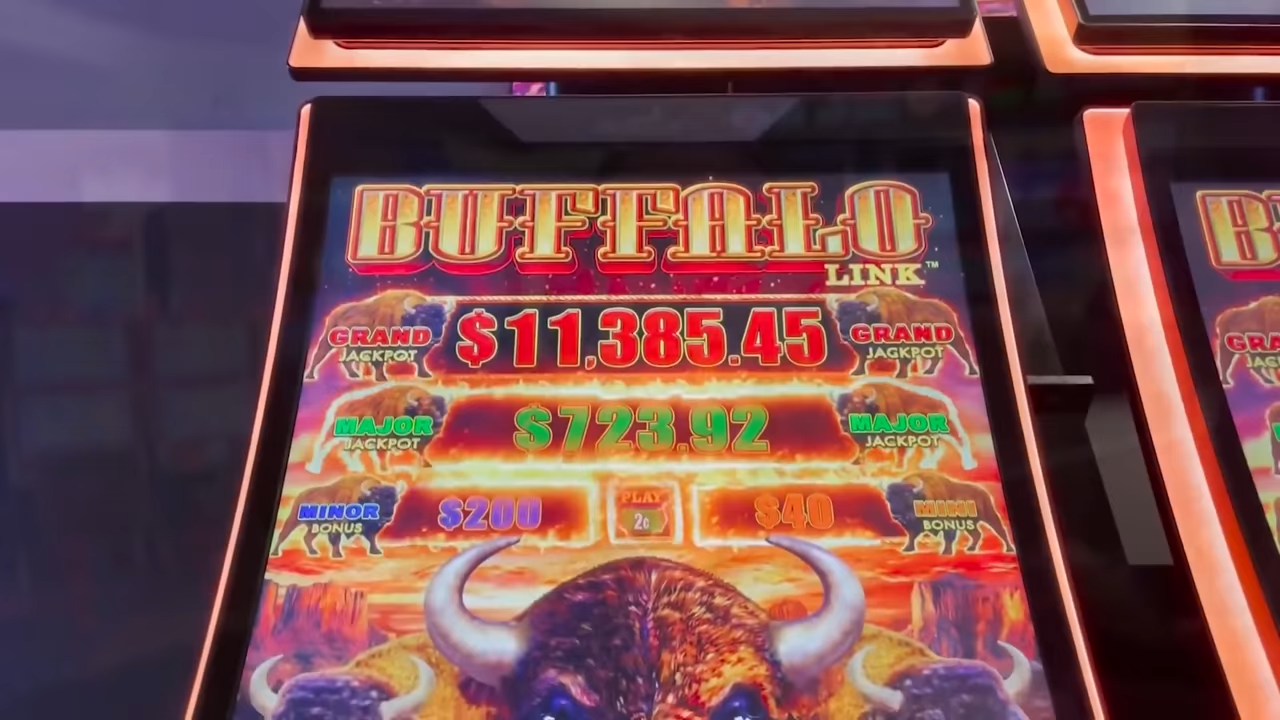 BUFFALO
LINK™
GRAND JACKPOT
$11,385.45
GRAND JACKPOT
MAJOR JACKPOT
$723.92
MAJOR JACKPOT
MINOR BONUS
$200
PLAY 2¢
$40
MINI BONUS